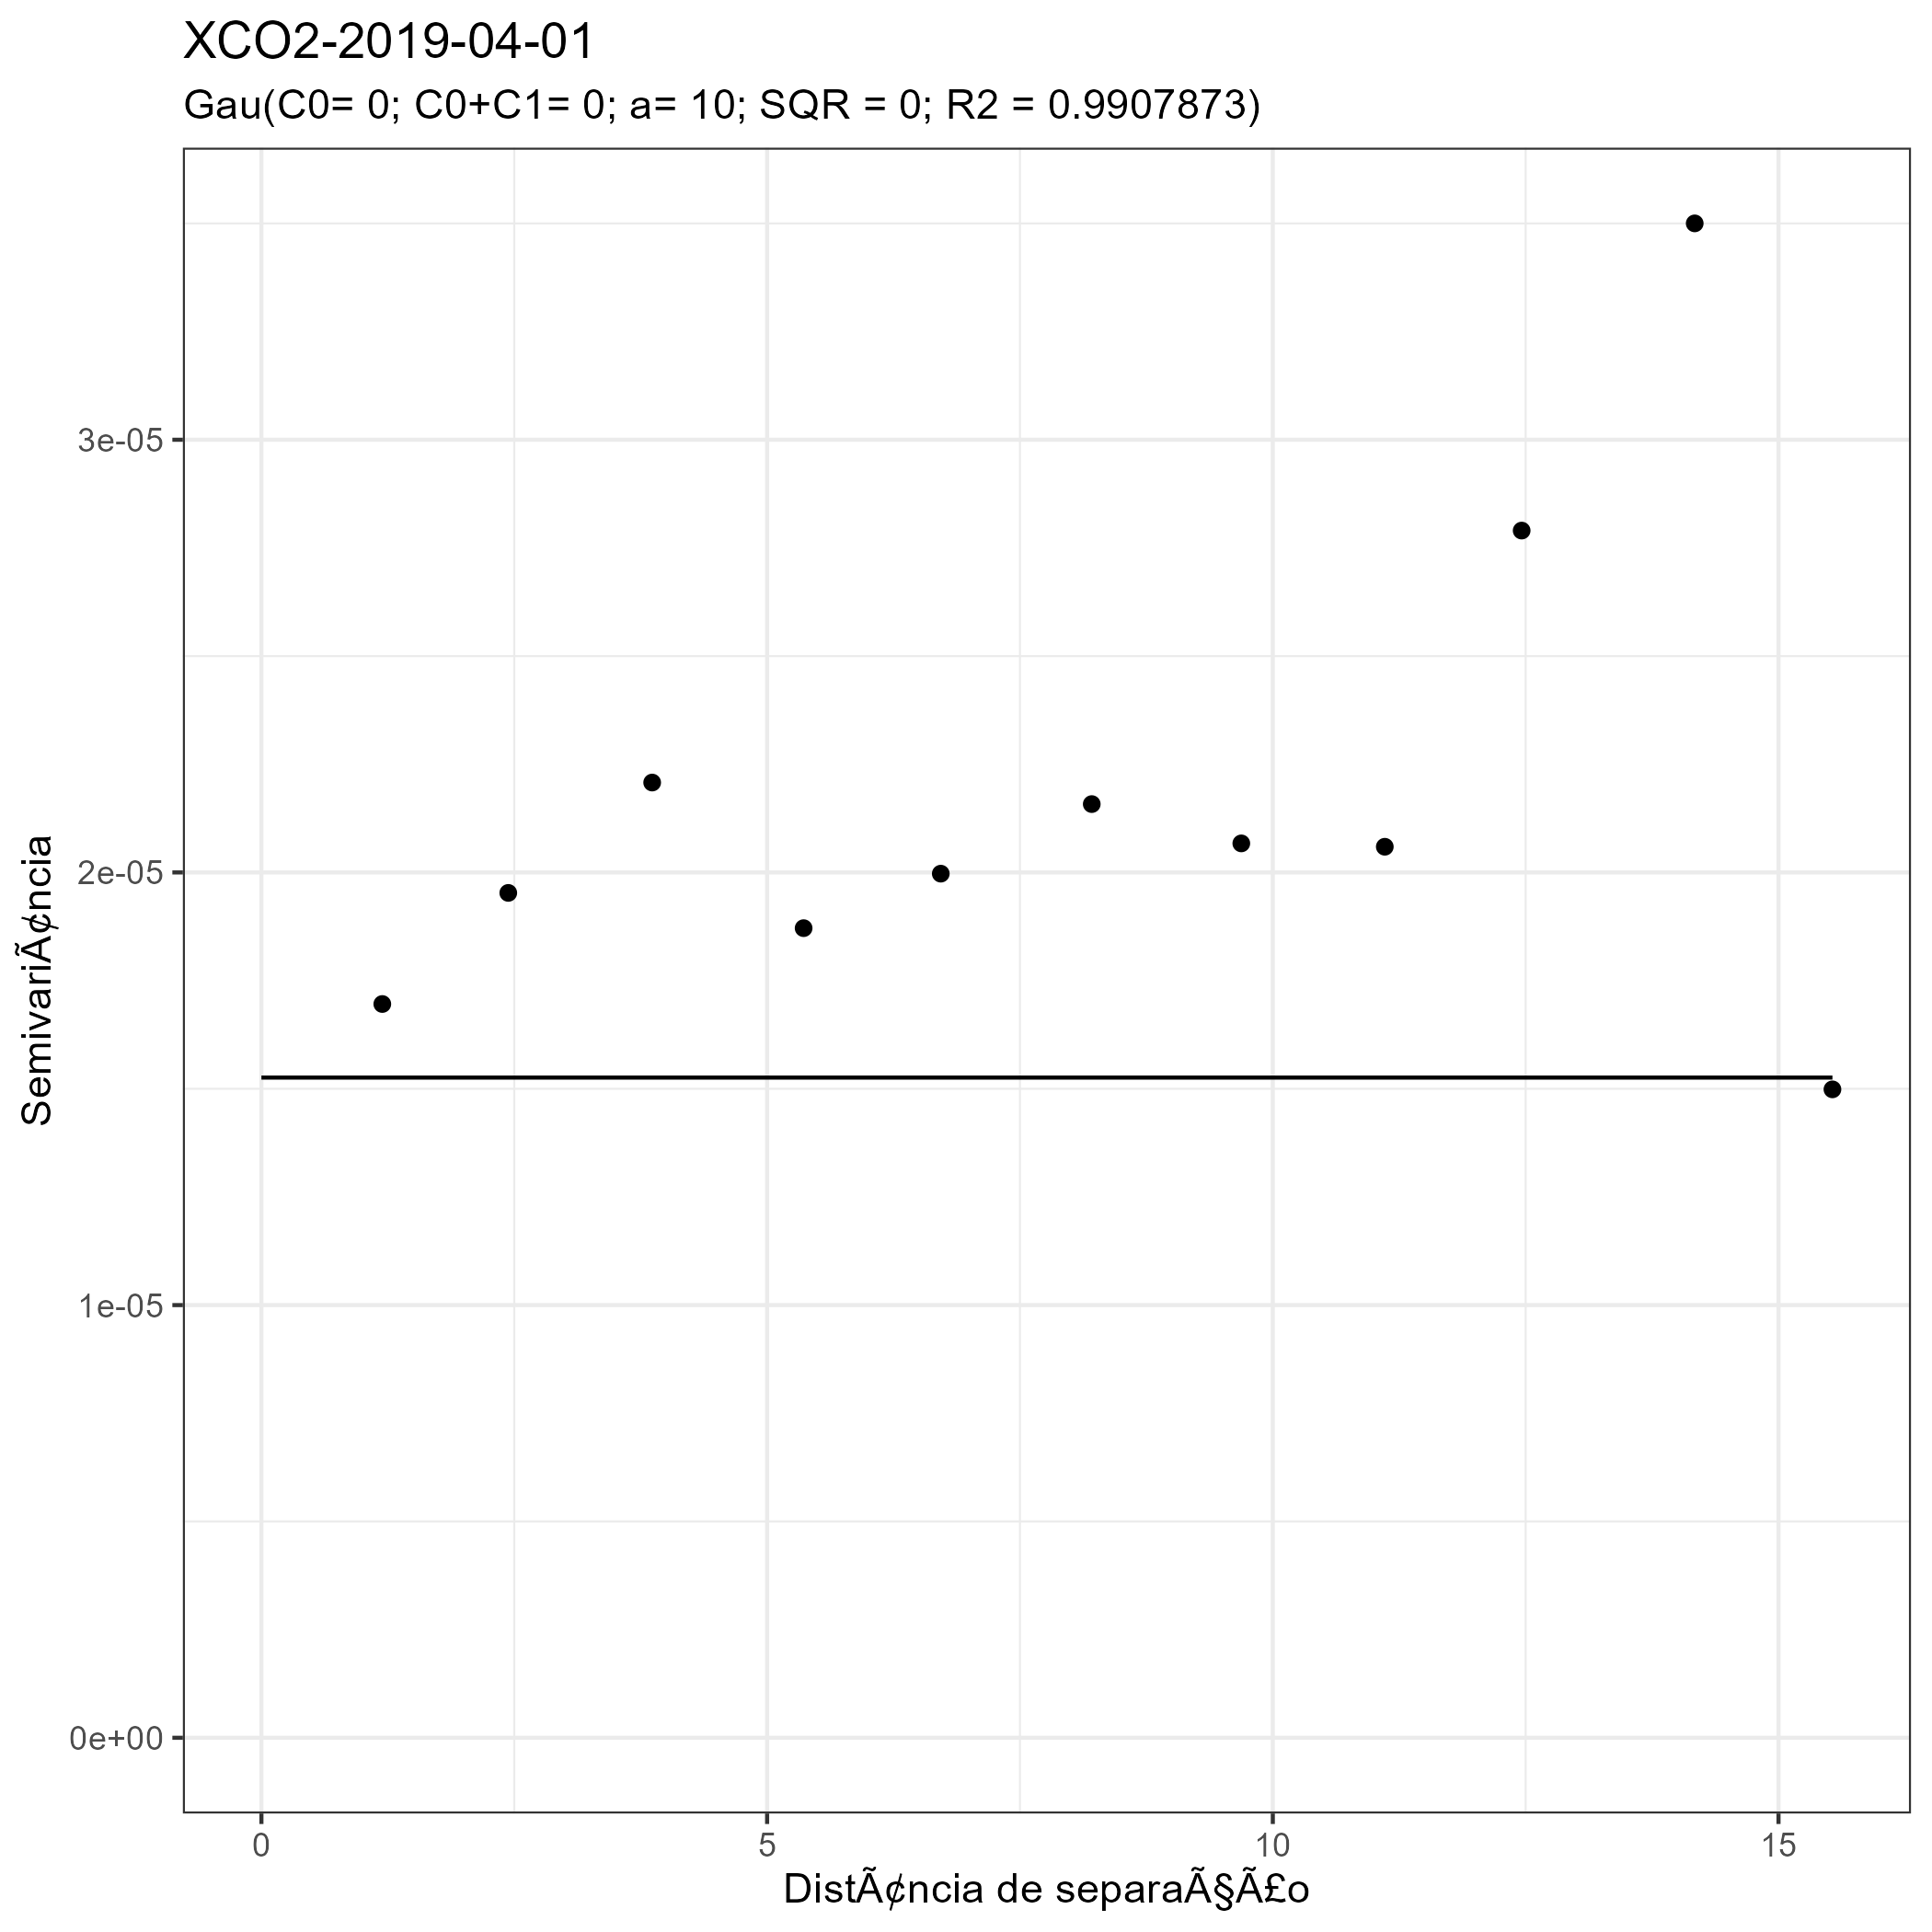 XCO2-2019-04-01
Gau(C0= 0; C0+C1= 0; a= 10; SQR = 0; R2 = 0.9907873)
SemivariÃ¢ncia
3e-05
2e-05
1e-05
0e+00
0 5 10 15
DistÃ¢ncia de separaÃ§Ã£o